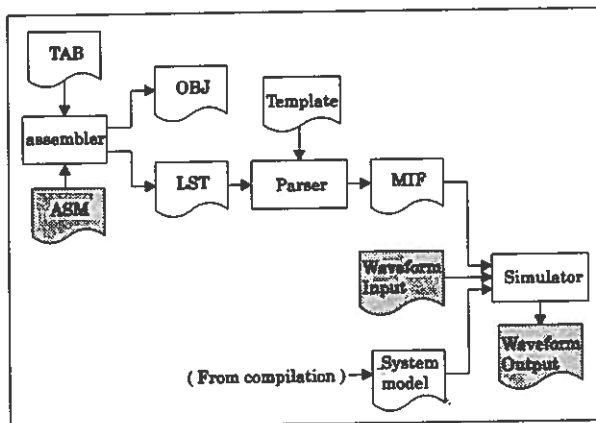 TAB
OBJ
Template
assembler
LST
Parser
MIF
ASM
Waveform
Input
Simulator
Waveform
Output
( From compilation )
System
model